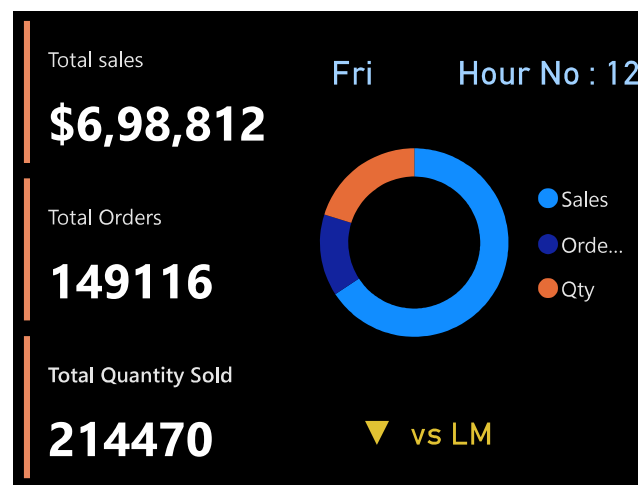 Total sales
$6,98,812
Total Orders
149116
Total Quantity Sold
214470
Fri
Hour No : 12
Sales
Orde...
Qty
▼ vs LM